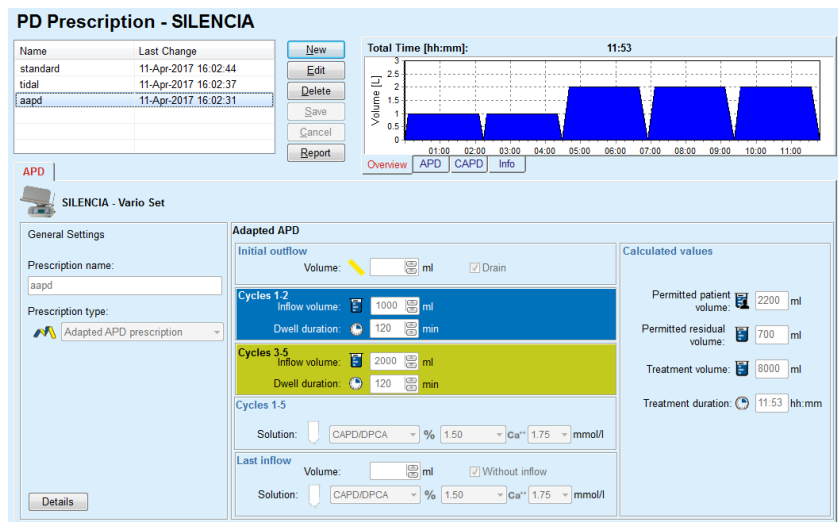 PD Prescription - SILENCIA
Name Last Change
standard 11-Apr-2017 16:02:44
tidal 11-Apr-2017 16:02:37
aapd 11-Apr-2017 16:02:31
New
Edit
Delete
Save
Cancel
Report
Total Time [hh:mm]: 11:53
Volume [L]
3
2.5
2
1.5
1
0.5
0
01:00 02:00 03:00 04:00 05:00 06:00 07:00 08:00 09:00 10:00 11:00
Overview APD CAPD Info
APD
SILENCIA - Vario Set
General Settings
Prescription name:
aapd
Prescription type:
Adapted APD prescription
Details
Adapted APD
Initial outflow
Volume: ml Drain
Cycles 1-2
Inflow volume: 1000 ml
Dwell duration: 120 min
Cycles 3-5
Inflow volume: 2000 ml
Dwell duration: 120 min
Cycles 1-5
Solution: CAPD/DPCA % 1.50 Ca++ 1.75 mmol/l
Last inflow
Volume: ml Without inflow
Solution: CAPD/DPCA % 1.50 Ca++ 1.75 mmol/l
Calculated values
Permitted patient
volume: 2200 ml
Permitted residual
volume: 700 ml
Treatment volume: 8000 ml
Treatment duration: 11:53 hh:mm